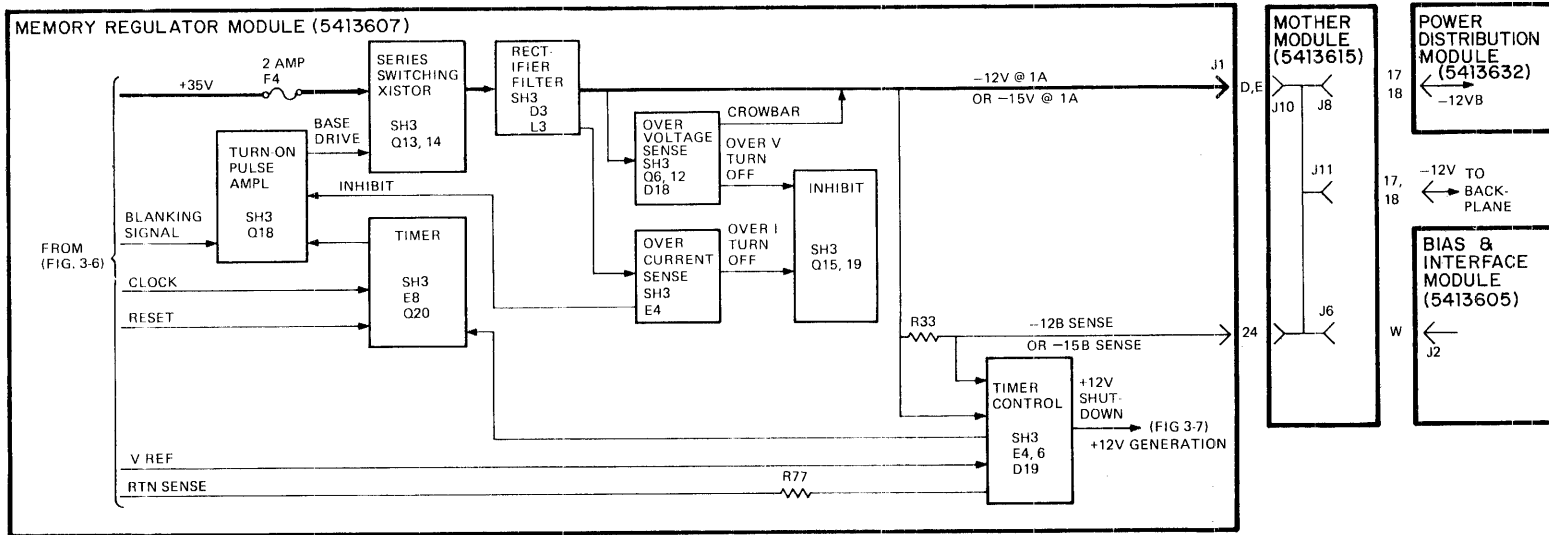 MEMORY REGULATOR MODULE (5413607)
+35V
2 AMP
F4
SERIES
SWITCHING
XISTOR
SH3
Q13, 14
RECT-
IFIER
FILTER
SH3
D3
L3
BASE
DRIVE
TURN-ON
PULSE
AMPL
SH3
Q18
INHIBIT
BLANKING
SIGNAL
FROM
(FIG. 3-6)
TIMER
SH3
E8
Q20
CLOCK
RESET
OVER
VOLTAGE
SENSE
SH3
Q6, 12
D18
CROWBAR
OVER V
TURN
OFF
OVER
CURRENT
SENSE
SH3
E4
OVER I
TURN
OFF
INHIBIT
SH3
Q15, 19
-12V @ 1A
OR -15V @ 1A
J1
R33
-12B SENSE
OR -15B SENSE
TIMER
CONTROL
SH3
E4, 6
D19
+12V
SHUT-
DOWN
(FIG 3-7)
+12V GENERATION
V REF
RTN SENSE
R77
MOTHER
MODULE
(5413615)
D,E
J10
J8
17
18
J11
17,
18
24
J6
W
POWER
DISTRIBUTION
MODULE
(5413632)
-12VB
-12V
TO
BACK-
PLANE
BIAS &
INTERFACE
MODULE
(5413605)
J2